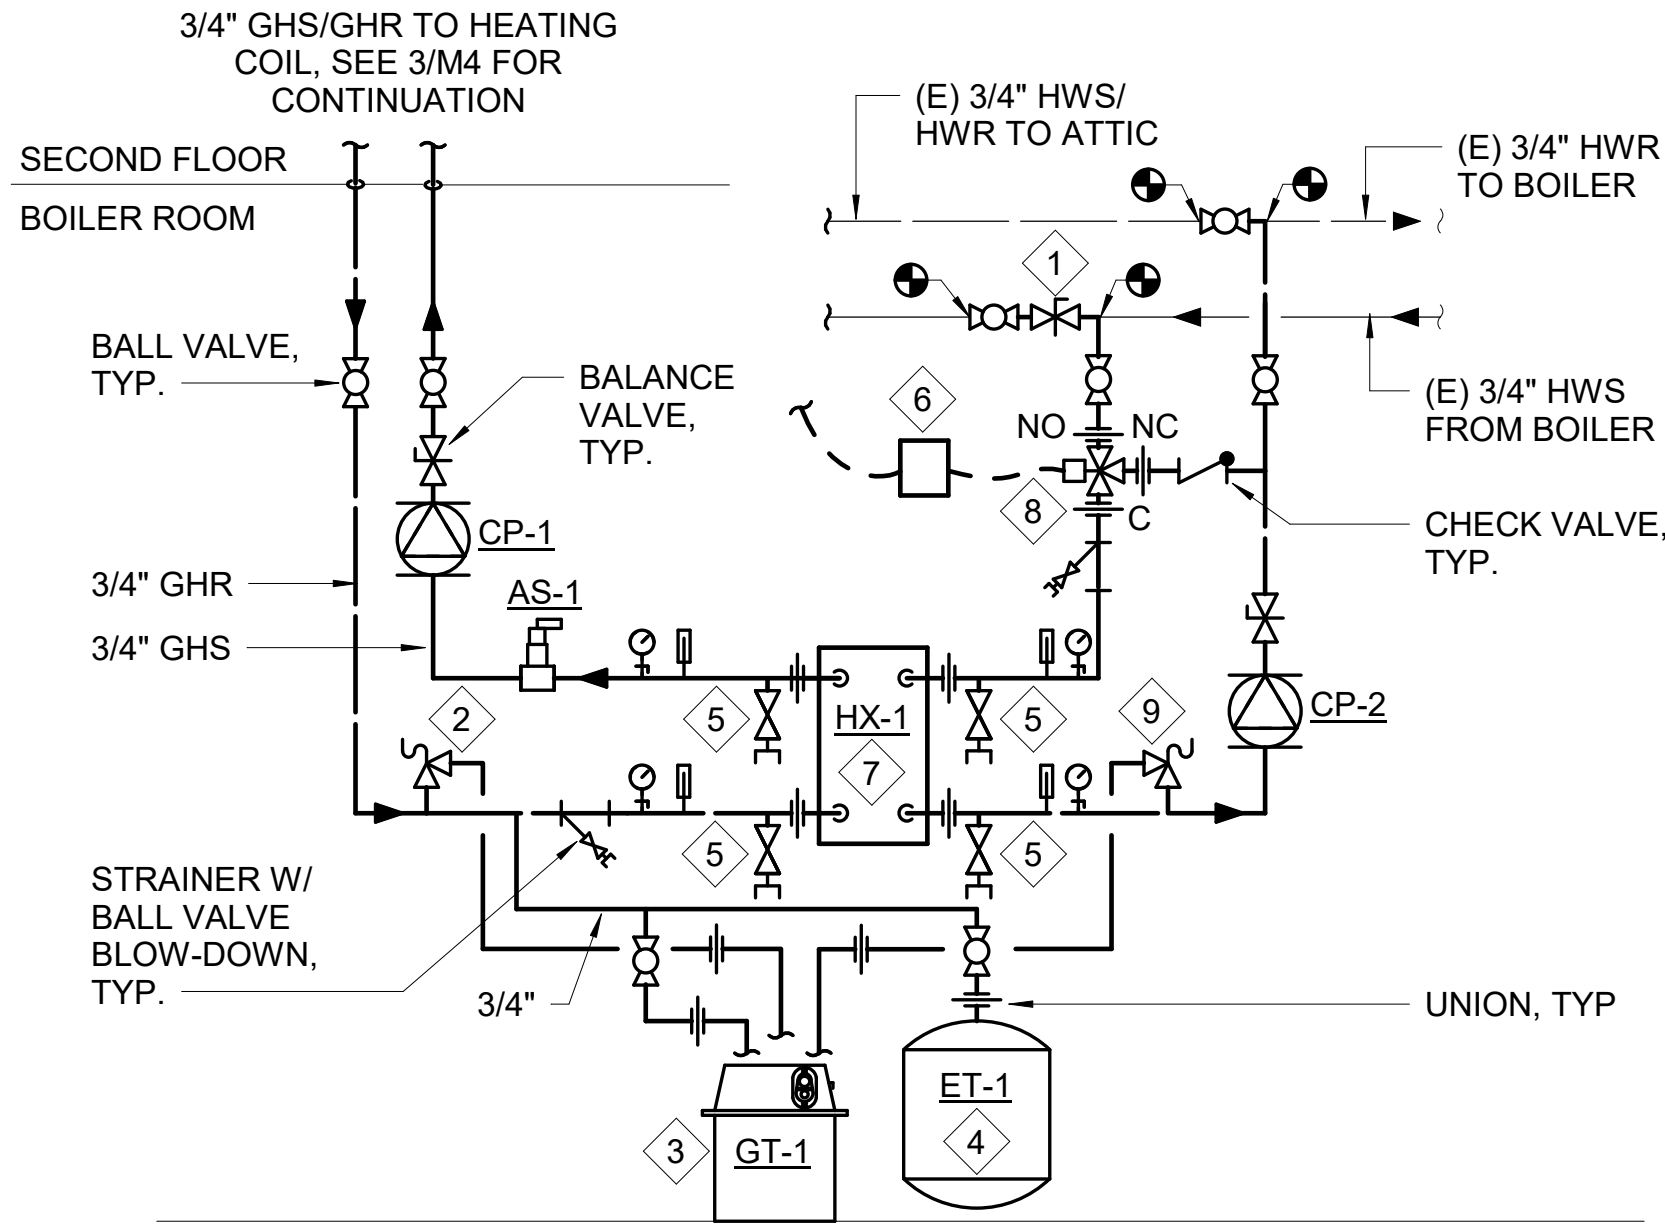 3/4" GHS/GHR TO HEATING
COIL, SEE 3/M4 FOR
CONTINUATION
(E) 3/4" HWS/
HWR TO ATTIC
(E) 3/4" HWR
TO BOILER
SECOND FLOOR
BOILER ROOM
1
BALL VALVE,
TYP.
BALANCE
VALVE,
TYP.
6
(E) 3/4" HWS
FROM BOILER
NO
NC
8
C
CHECK VALVE,
TYP.
CP-1
3/4" GHR
AS-1
3/4" GHS
2
5
HX-1
7
5
9
CP-2
5
5
STRAINER W/
BALL VALVE
BLOW-DOWN,
TYP.
3/4"
UNION, TYP
ET-1
4
3
GT-1